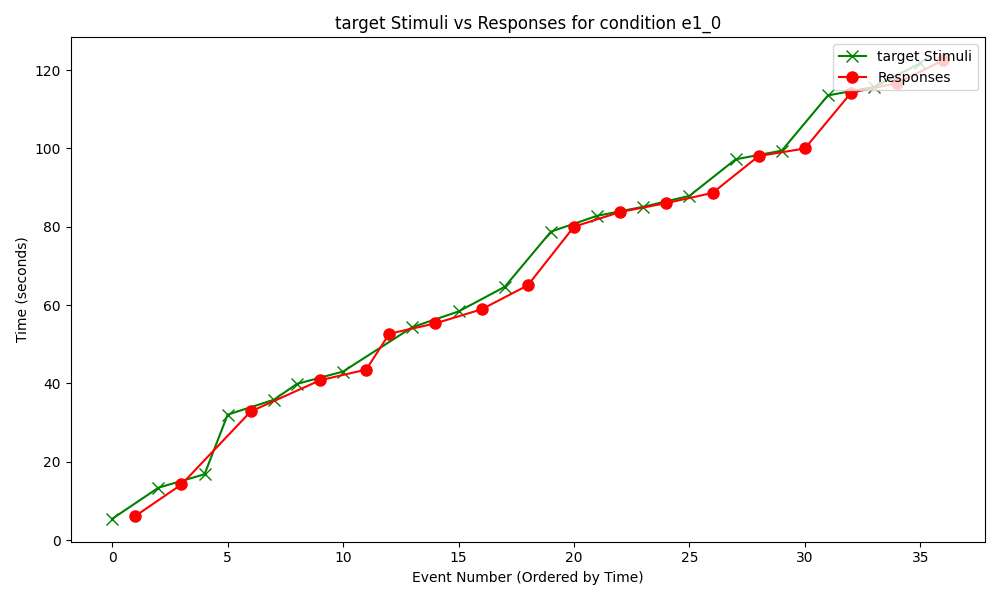 target Stimuli vs Responses for condition e1_0
target Stimuli
Responses
120
100
80
60
40
20
0
Time (seconds)
0 5 10 15 20 25 30 35
Event Number (Ordered by Time)